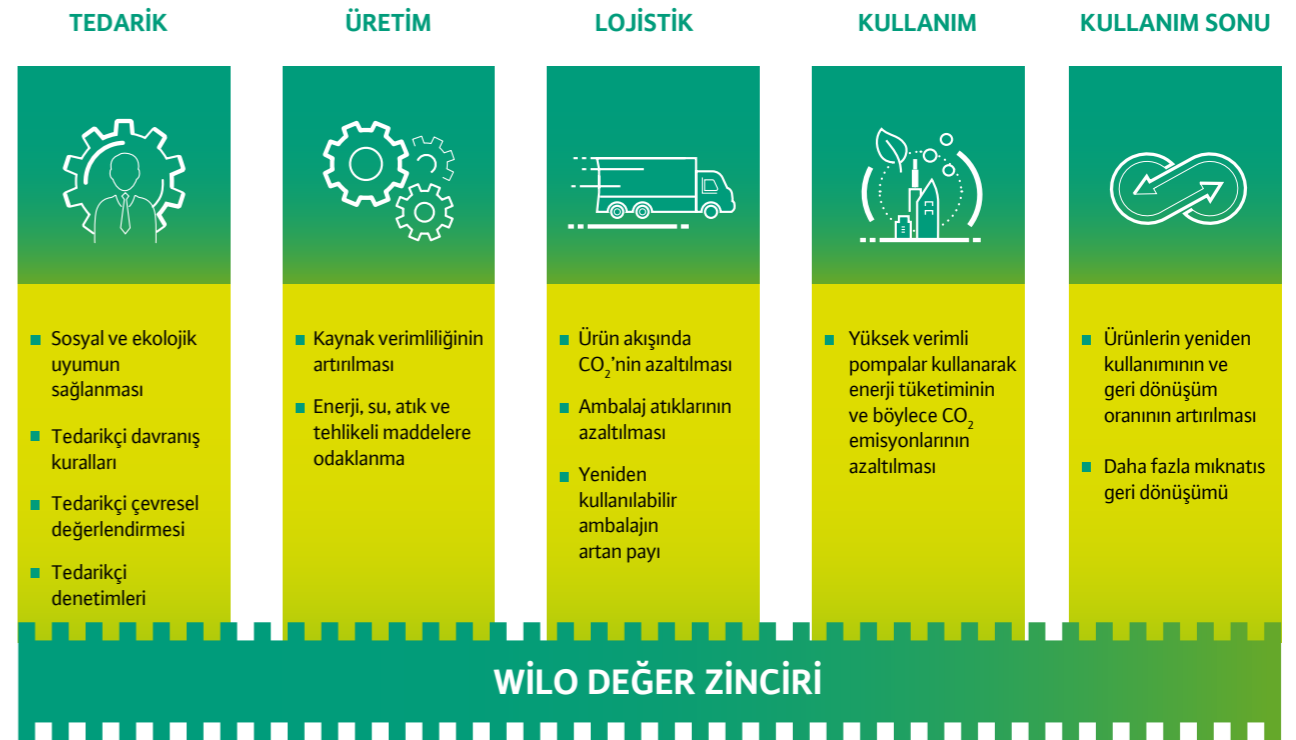 TEDARİK
ÜRETİM
LOJİSTİK
KULLANIM
KULLANIM SONU
Sosyal ve ekolojik
uyumun
sağlanması
Tedarikçi davranış
kuralları
Tedarikçi çevresel
değerlendirmesi
Tedarikçi
denetimleri
Kaynak verimliliğinin
artırılması
Enerji, su, atık ve
tehlikeli maddelere
odaklanma
Ürün akışında
CO₂’nin azaltılması
Ambalaj atıklarının
azaltılması
Yeniden
kullanılabilir
ambalajın
artan payı
Yüksek verimli
pompalar kullanarak
enerji tüketiminin
ve böylece CO₂
emisyonlarının
azaltılması
Ürünlerin yeniden
kullanımının ve
geri dönüşüm
oranının artırılması
Daha fazla mıknatıs
geri dönüşümü
WİLO DEĞER ZİNCİRİ